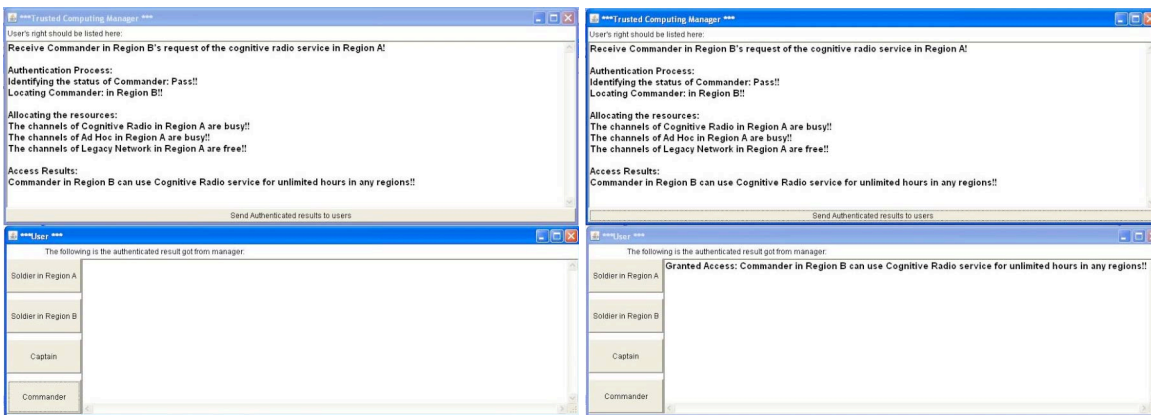 ***Trusted Computing Manager ***
User's right should be listed here:
Receive Commander in Region B's request of the cognitive radio service in Region A!
Authentication Process:
Identifying the status of Commander: Pass!!
Locating Commander: in Region B!!
Allocating the resources:
The channels of Cognitive Radio in Region A are busy!!
The channels of Ad Hoc in Region A are busy!!
The channels of Legacy Network in Region A are free!!
Access Results:
Commander in Region B can use Cognitive Radio service for unlimited hours in any regions!!
Send Authenticated results to users
***User ***
The following is the authenticated result got from manager:
Soldier in Region A
Soldier in Region B
Captain
Commander
***Trusted Computing Manager ***
User's right should be listed here:
Receive Commander in Region B's request of the cognitive radio service in Region A!
Authentication Process:
Identifying the status of Commander: Pass!!
Locating Commander: in Region B!!
Allocating the resources:
The channels of Cognitive Radio in Region A are busy!!
The channels of Ad Hoc in Region A are busy!!
The channels of Legacy Network in Region A are free!!
Access Results:
Commander in Region B can use Cognitive Radio service for unlimited hours in any regions!!
Send Authenticated results to users
***User ***
The following is the authenticated result got from manager:
Soldier in Region A
Granted Access: Commander in Region B can use Cognitive Radio service for unlimited hours in any regions!!
Soldier in Region B
Captain
Commander